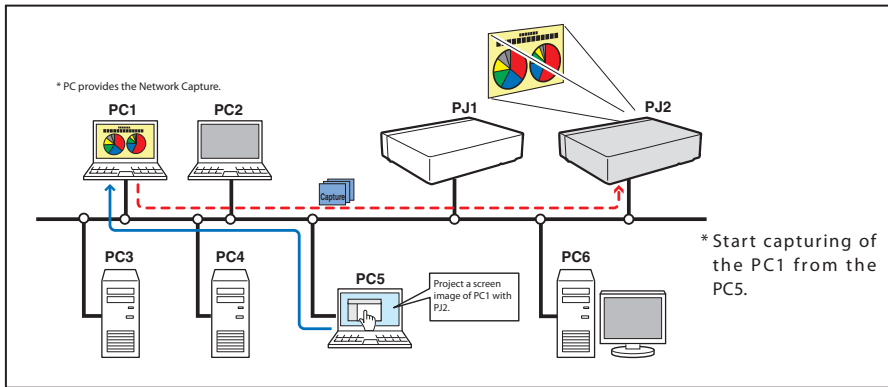 * PC provides the Network Capture.
PC1
PC2
PJ1
PJ2
Capture
PC3
PC4
PC5
Project a screen
image of PC1 with
PJ2.
PC6
* Start capturing of
the PC1 from the
PC5.